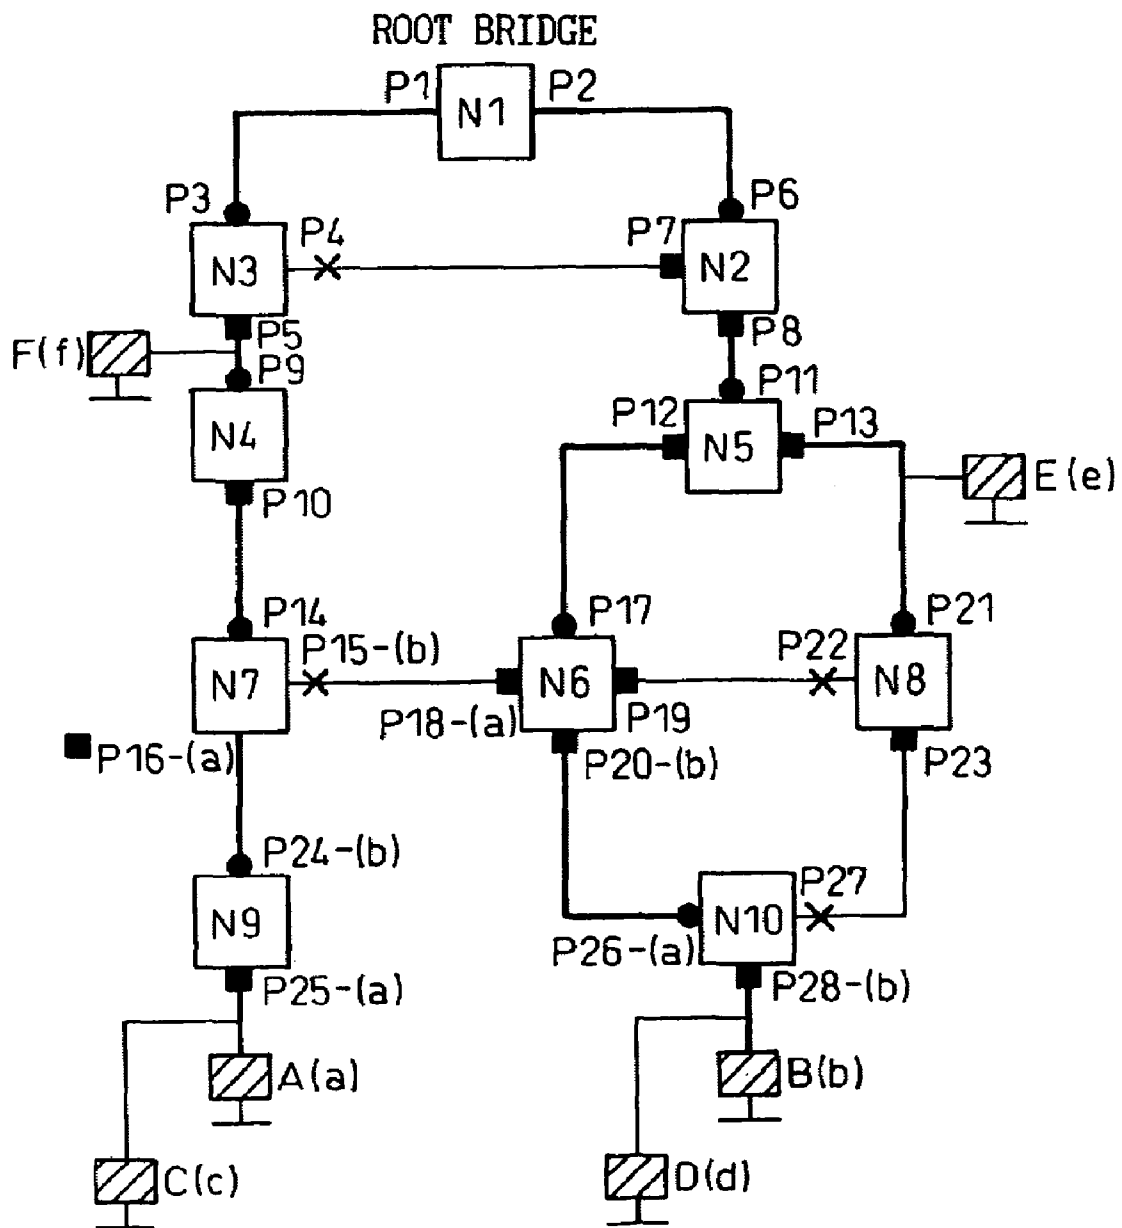 ROOT BRIDGE
P1 N1 P2
P3 P6
P4 P7
N3 N2
P5 P8
F(f) P9 P11
P12 P13
N4 N5
E(e)
P10
P14 P17 P21
P15-(b) P22
N7 N6 N8
P18-(a) P19
P16-(a) P20-(b) P23
P24-(b) P27
N9 N10
P26-(a)
P25-(a) P28-(b)
A(a) B(b)
C(c) D(d)